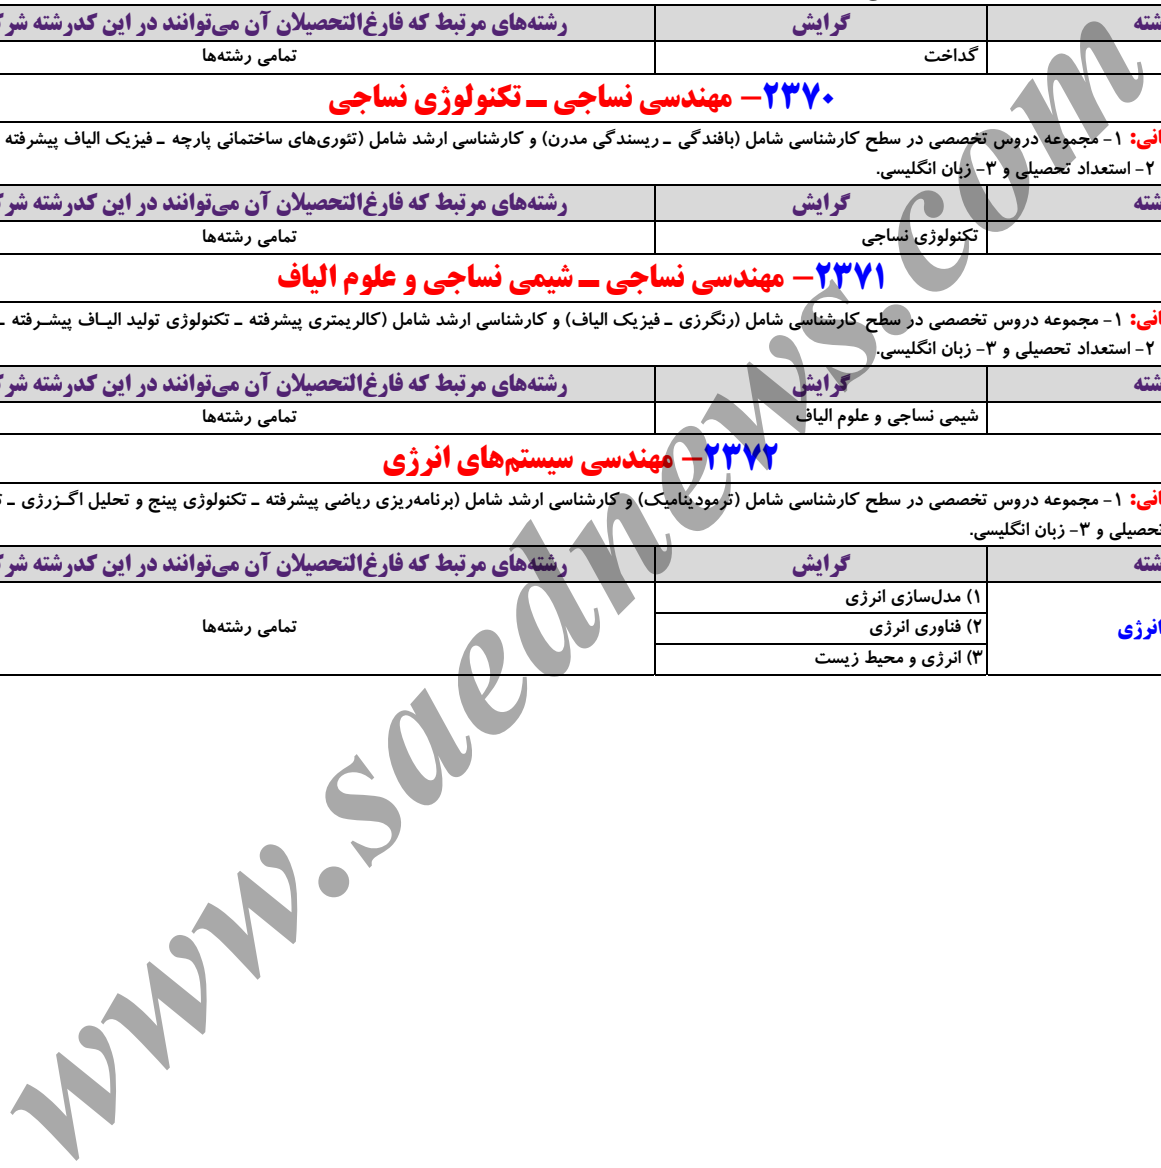 شته گرایش رشته‌های مرتبط که فارغ‌التحصیلان آن می‌توانند در این کدرشته شر
گداخت تمامی رشته‌ها
۲۳۷۰- مهندسی نساجی ـ تکنولوژی نساجی
انی: ۱- مجموعه دروس تخصصی در سطح کارشناسی شامل (بافندگی ـ ریسندگی مدرن) و کارشناسی ارشد شامل (تئوری‌های ساختمانی پارچه ـ فیزیک الیاف پیشرفته
۲- استعداد تحصیلی و ۳- زبان انگلیسی.
شته گرایش رشته‌های مرتبط که فارغ‌التحصیلان آن می‌توانند در این کدرشته شر
تکنولوژی نساجی تمامی رشته‌ها
۲۳۷۱- مهندسی نساجی ـ شیمی نساجی و علوم الیاف
انی: ۱- مجموعه دروس تخصصی در سطح کارشناسی شامل (رنگرزی ـ فیزیک الیاف) و کارشناسی ارشد شامل (کالریمتری پیشرفته ـ تکنولوژی تولید الیـاف پیشـرفته ـ
۲- استعداد تحصیلی و ۳- زبان انگلیسی.
شته گرایش رشته‌های مرتبط که فارغ‌التحصیلان آن می‌توانند در این کدرشته شر
شیمی نساجی و علوم الیاف تمامی رشته‌ها
۲۳۷۲- مهندسی سیستم‌های انرژی
انی: ۱- مجموعه دروس تخصصی در سطح کارشناسی شامل (ترمودینامیک) و کارشناسی ارشد شامل (برنامه‌ریزی ریاضی پیشرفته ـ تکنولوژی پینچ و تحلیل اگـزرژی ـ
تحصیلی و ۳- زبان انگلیسی.
شته گرایش رشته‌های مرتبط که فارغ‌التحصیلان آن می‌توانند در این کدرشته شر
انرژی ۱) مدل‌سازی انرژی تمامی رشته‌ها
۲) فناوری انرژی
۳) انرژی و محیط زیست
www.saednews.com